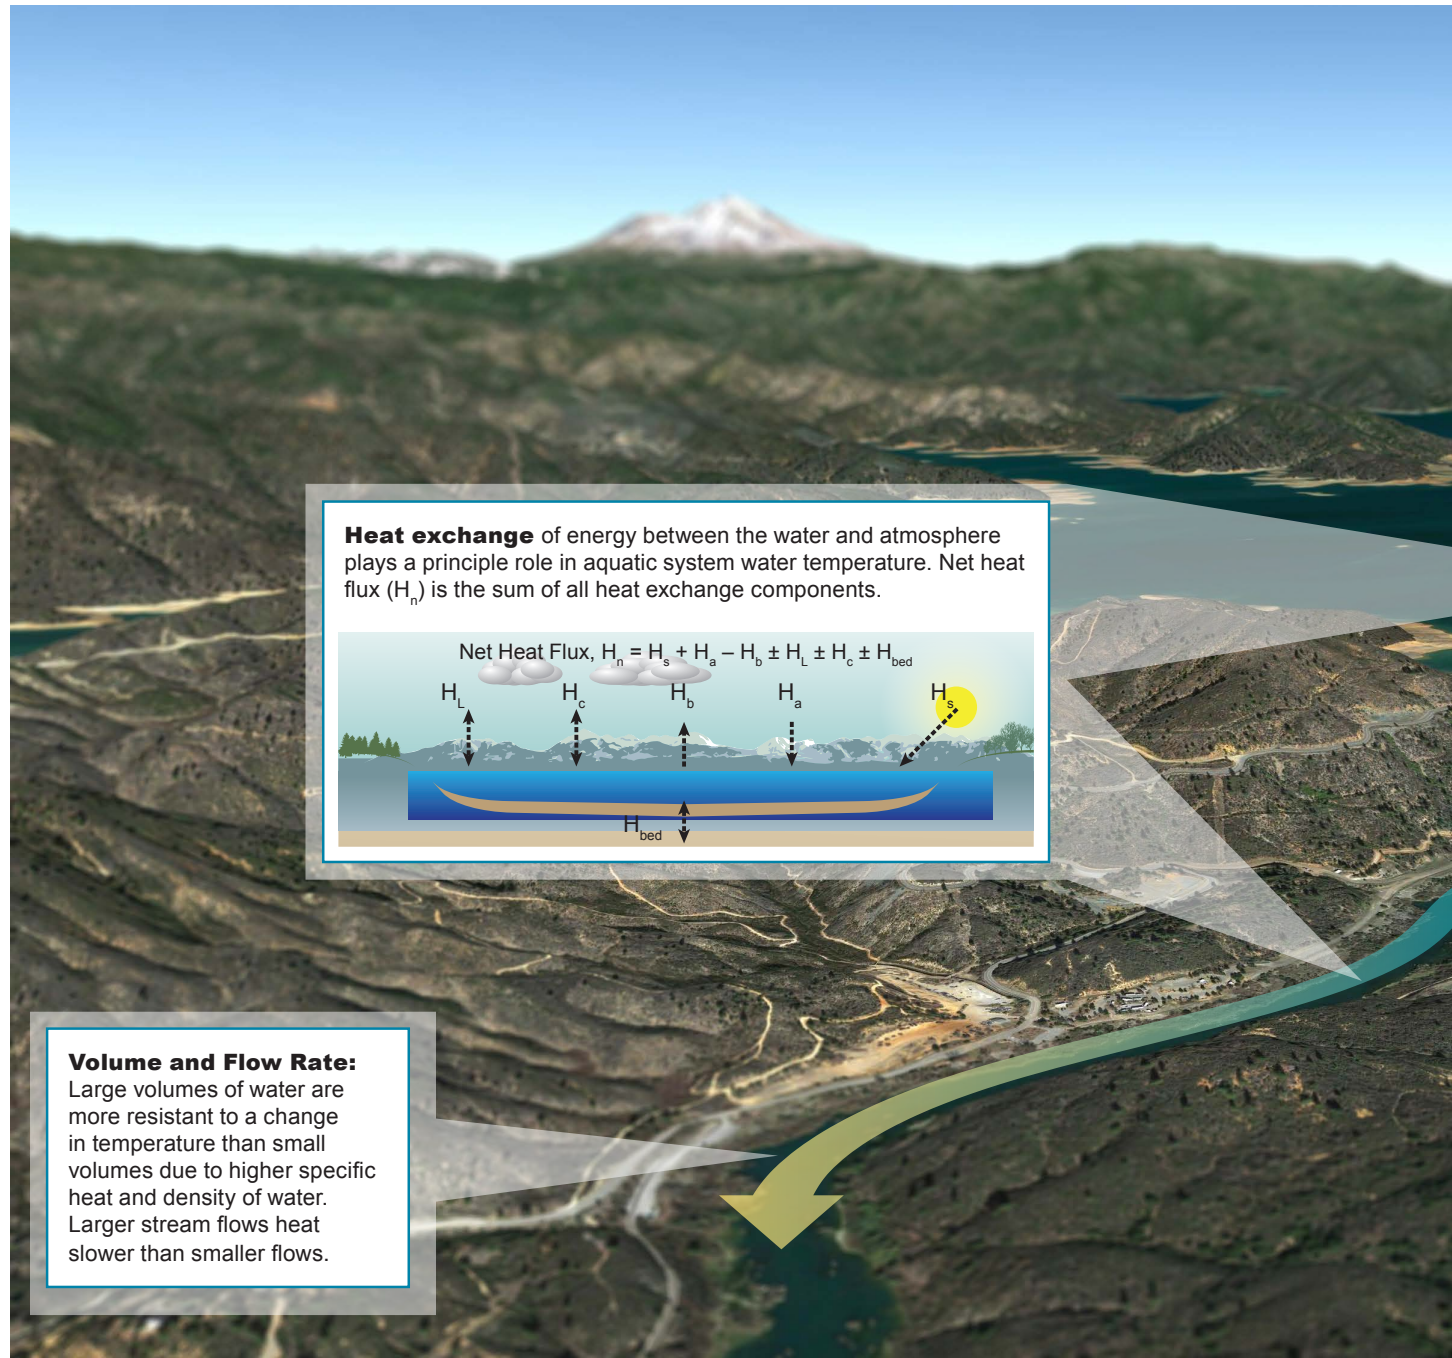 Heat exchange of energy between the water and atmosphere
plays a principle role in aquatic system water temperature. Net heat
flux (Hn) is the sum of all heat exchange components.
Net Heat Flux, Hn = Hs + Ha – Hb ± HL ± Hc ± Hbed
HL Hc Hb Ha Hs
Hbed
Volume and Flow Rate:
Large volumes of water are
more resistant to a change
in temperature than small
volumes due to higher specific
heat and density of water.
Larger stream flows heat
slower than smaller flows.